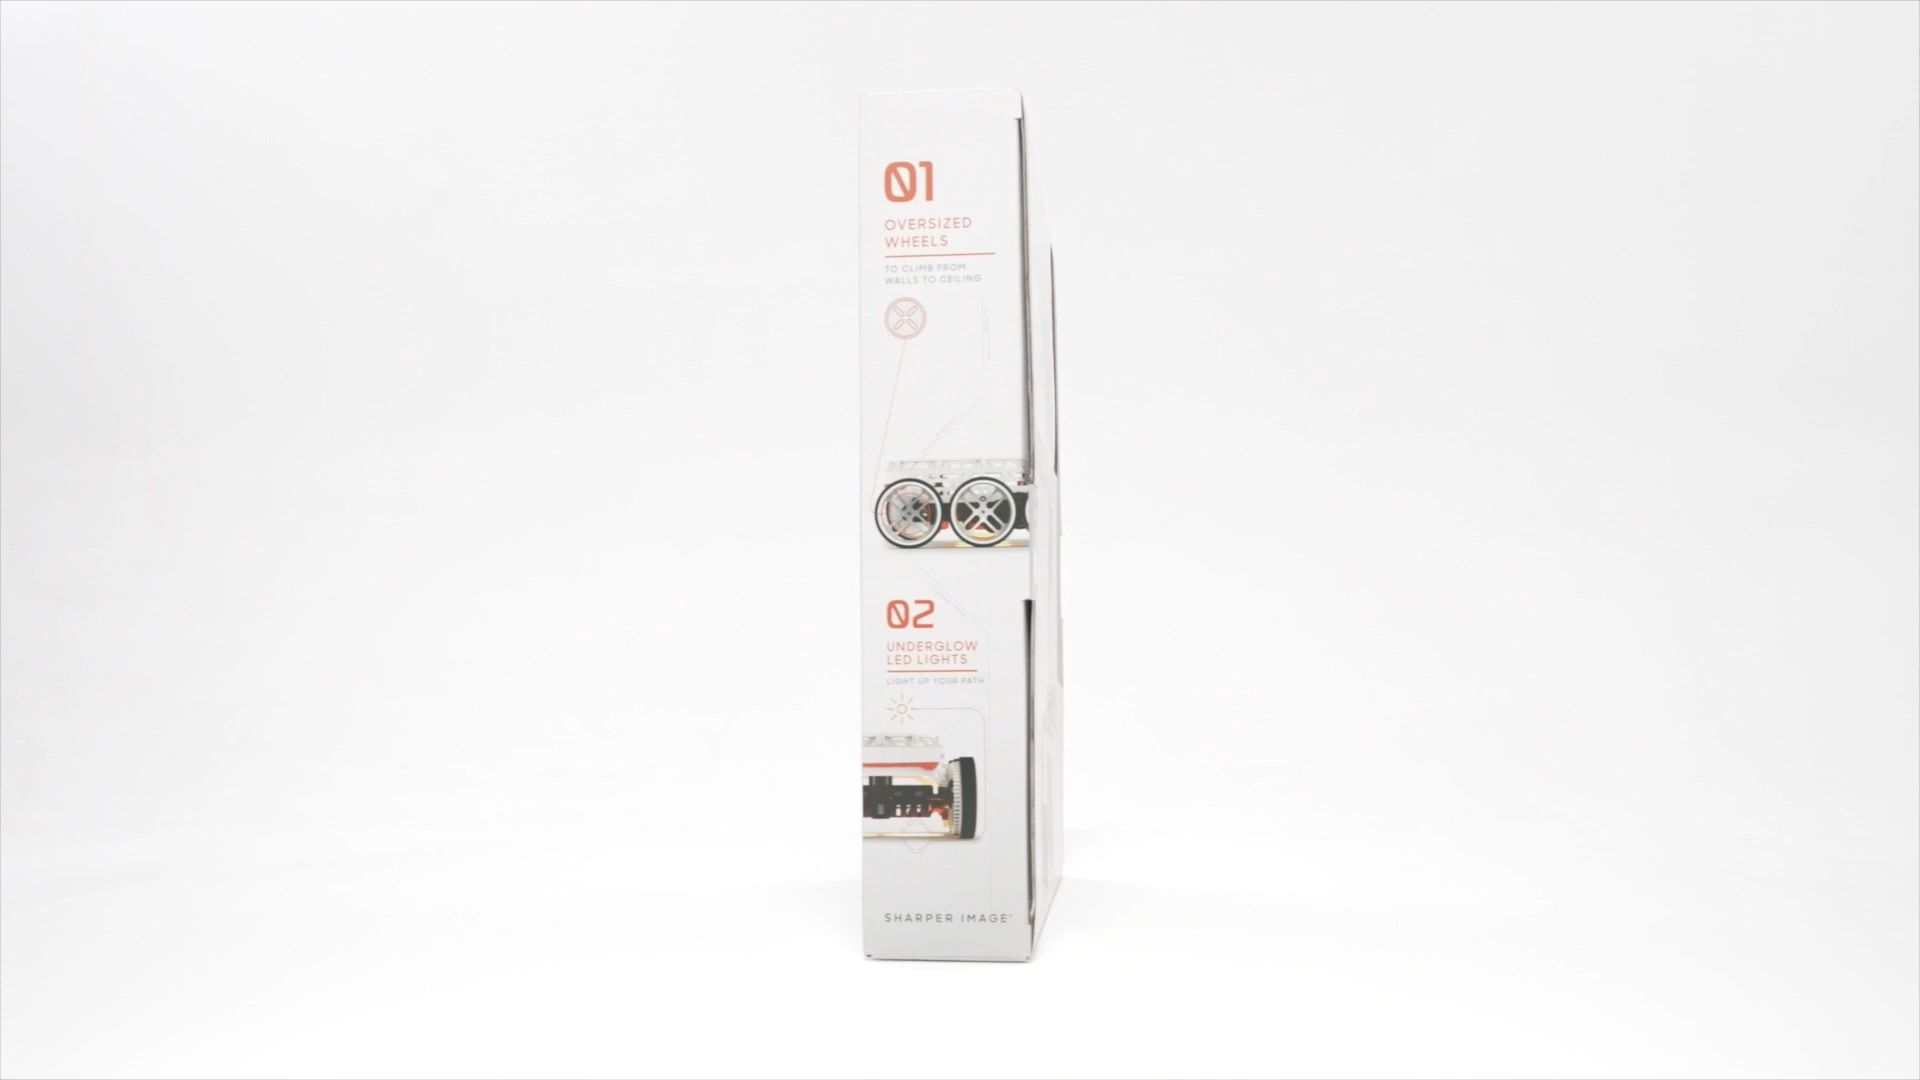 01
OVERSIZED
WHEELS
TO CLIMB FROM
WALLS TO CEILING
02
UNDERGLOW
LED LIGHTS
LIGHT UP YOUR PATH
SHARPER IMAGE®